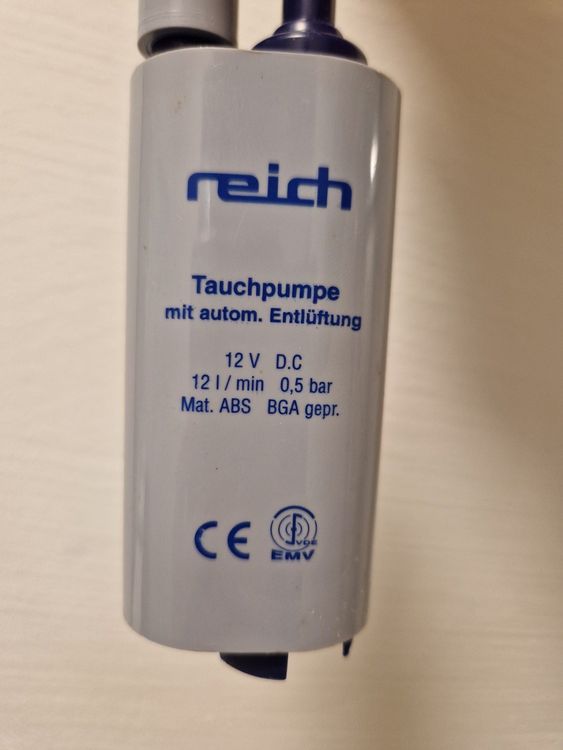 reich
Tauchpumpe
mit autom. Entlüftung
12 V D.C
12 l / min 0,5 bar
Mat. ABS BGA gepr.
CE VDE
EMV